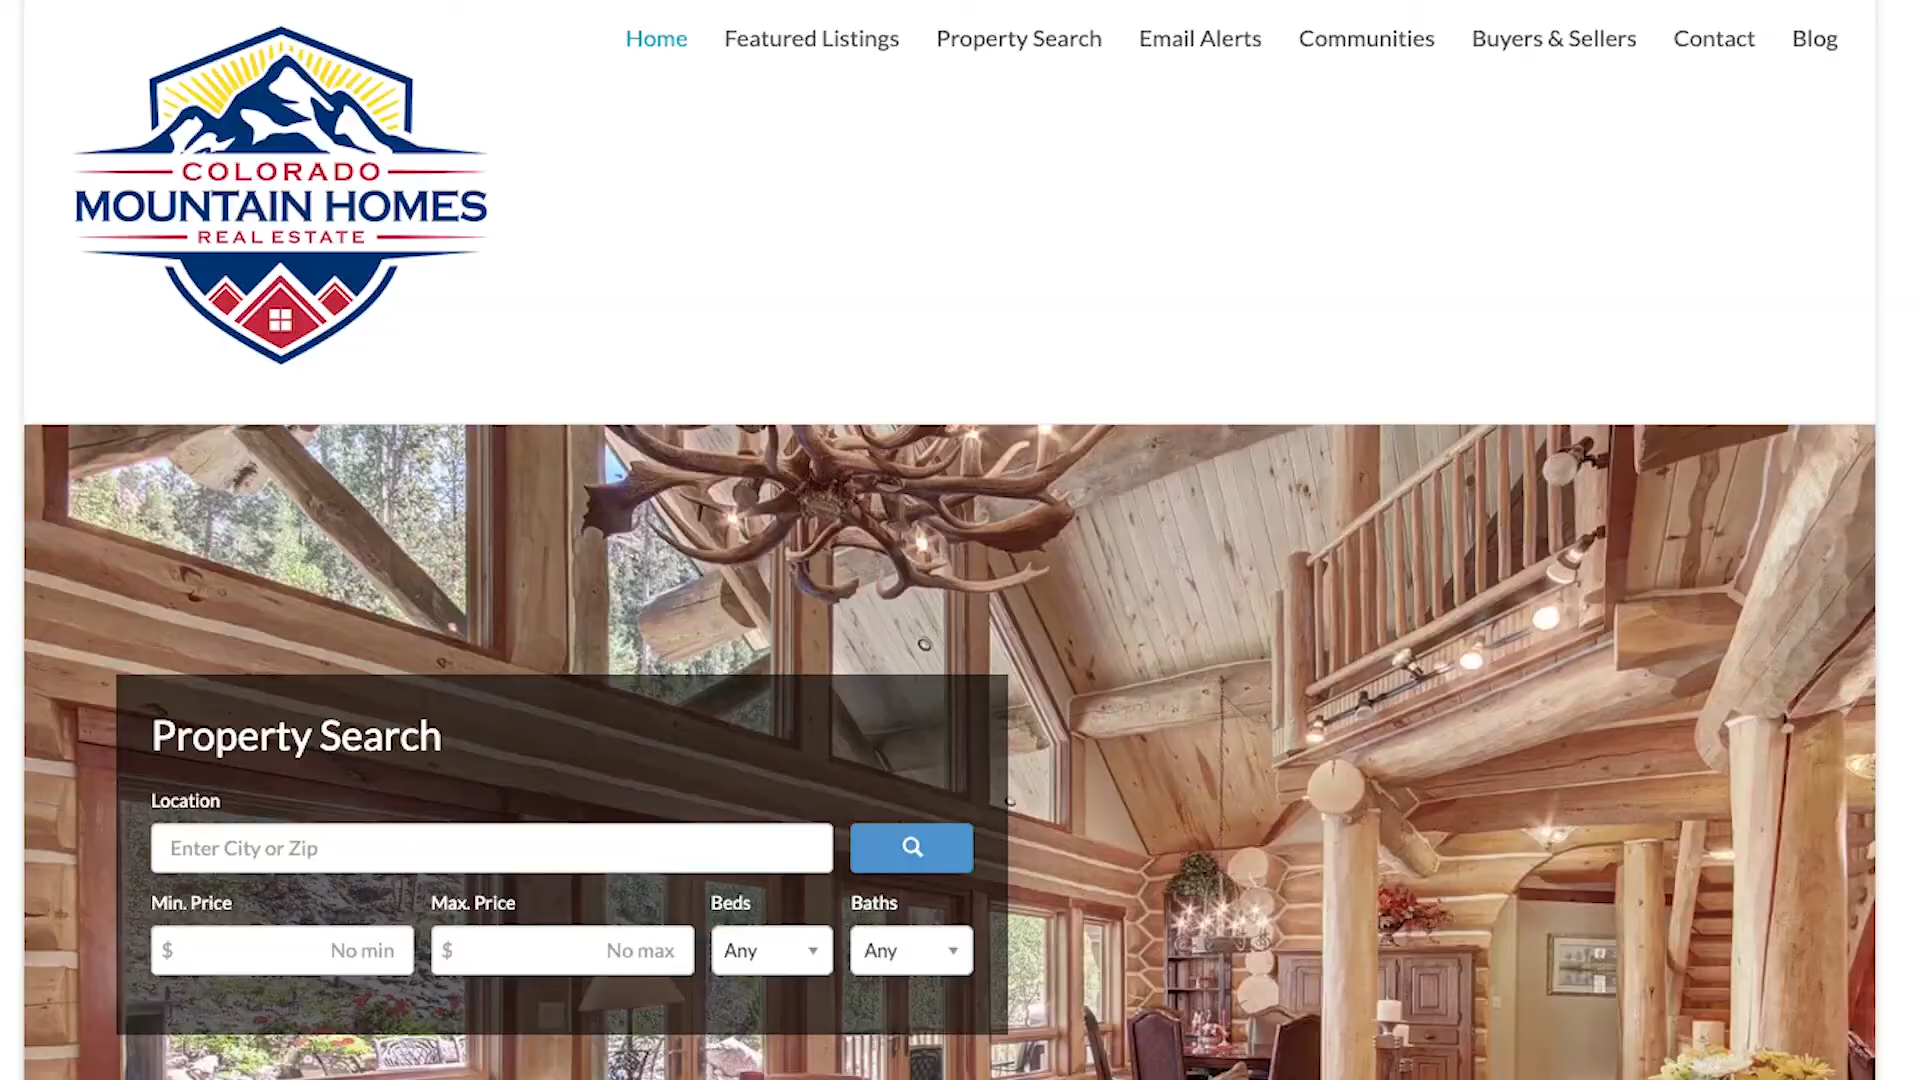 Home Featured Listings Property Search Email Alerts Communities Buyers & Sellers Contact Blog
COLORADO
MOUNTAIN HOMES
REAL ESTATE
Property Search
Location
Enter City or Zip
Min. Price Max. Price Beds Baths
$ No min $ No max Any Any